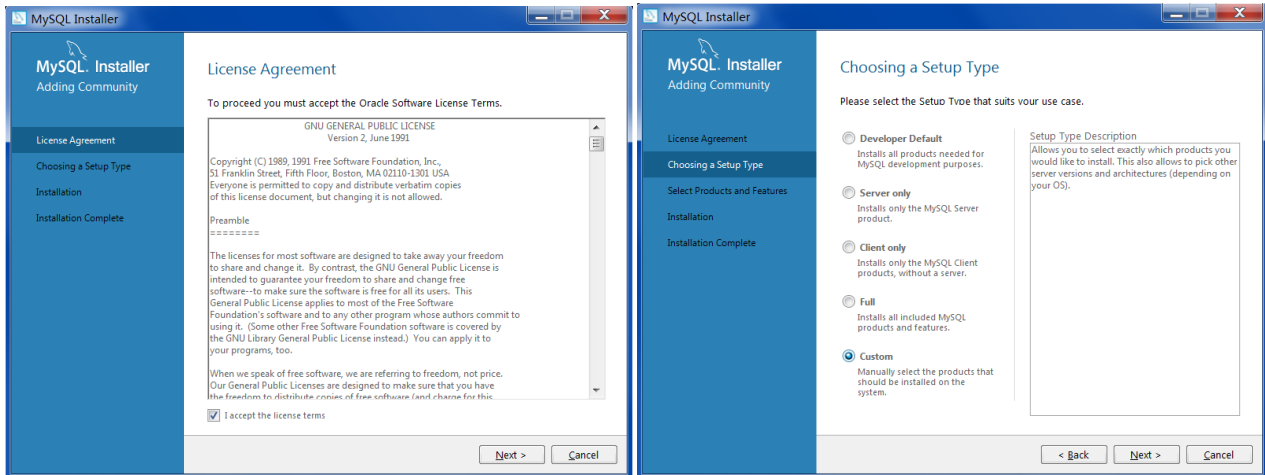 MySQL Installer
MySQL. Installer
Adding Community
License Agreement
Choosing a Setup Type
Installation
Installation Complete
License Agreement
To proceed you must accept the Oracle Software License Terms.
GNU GENERAL PUBLIC LICENSE
Version 2, June 1991
Copyright (C) 1989, 1991 Free Software Foundation, Inc.,
51 Franklin Street, Fifth Floor, Boston, MA 02110-1301 USA
Everyone is permitted to copy and distribute verbatim copies
of this license document, but changing it is not allowed.
Preamble
========
The licenses for most software are designed to take away your freedom
to share and change it. By contrast, the GNU General Public License is
intended to guarantee your freedom to share and change free
software--to make sure the software is free for all its users. This
General Public License applies to most of the Free Software
Foundation's software and to any other program whose authors commit to
using it. (Some other Free Software Foundation software is covered by
the GNU Library General Public License instead.) You can apply it to
your programs, too.
When we speak of free software, we are referring to freedom, not price.
Our General Public Licenses are designed to make sure that you have
the freedom to distribute copies of free software (and charge for this
I accept the license terms
Next >
Cancel
MySQL Installer
MySQL. Installer
Adding Community
License Agreement
Choosing a Setup Type
Select Products and Features
Installation
Installation Complete
Choosing a Setup Type
Please select the Setup Type that suits your use case.
Developer Default
Installs all products needed for
MySQL development purposes.
Server only
Installs only the MySQL Server
product.
Client only
Installs only the MySQL Client
products, without a server.
Full
Installs all included MySQL
products and features.
Custom
Manually select the products that
should be installed on the
system.
Setup Type Description
Allows you to select exactly which products you
would like to install. This also allows to pick other
server versions and architectures (depending on
your OS).
< Back
Next >
Cancel